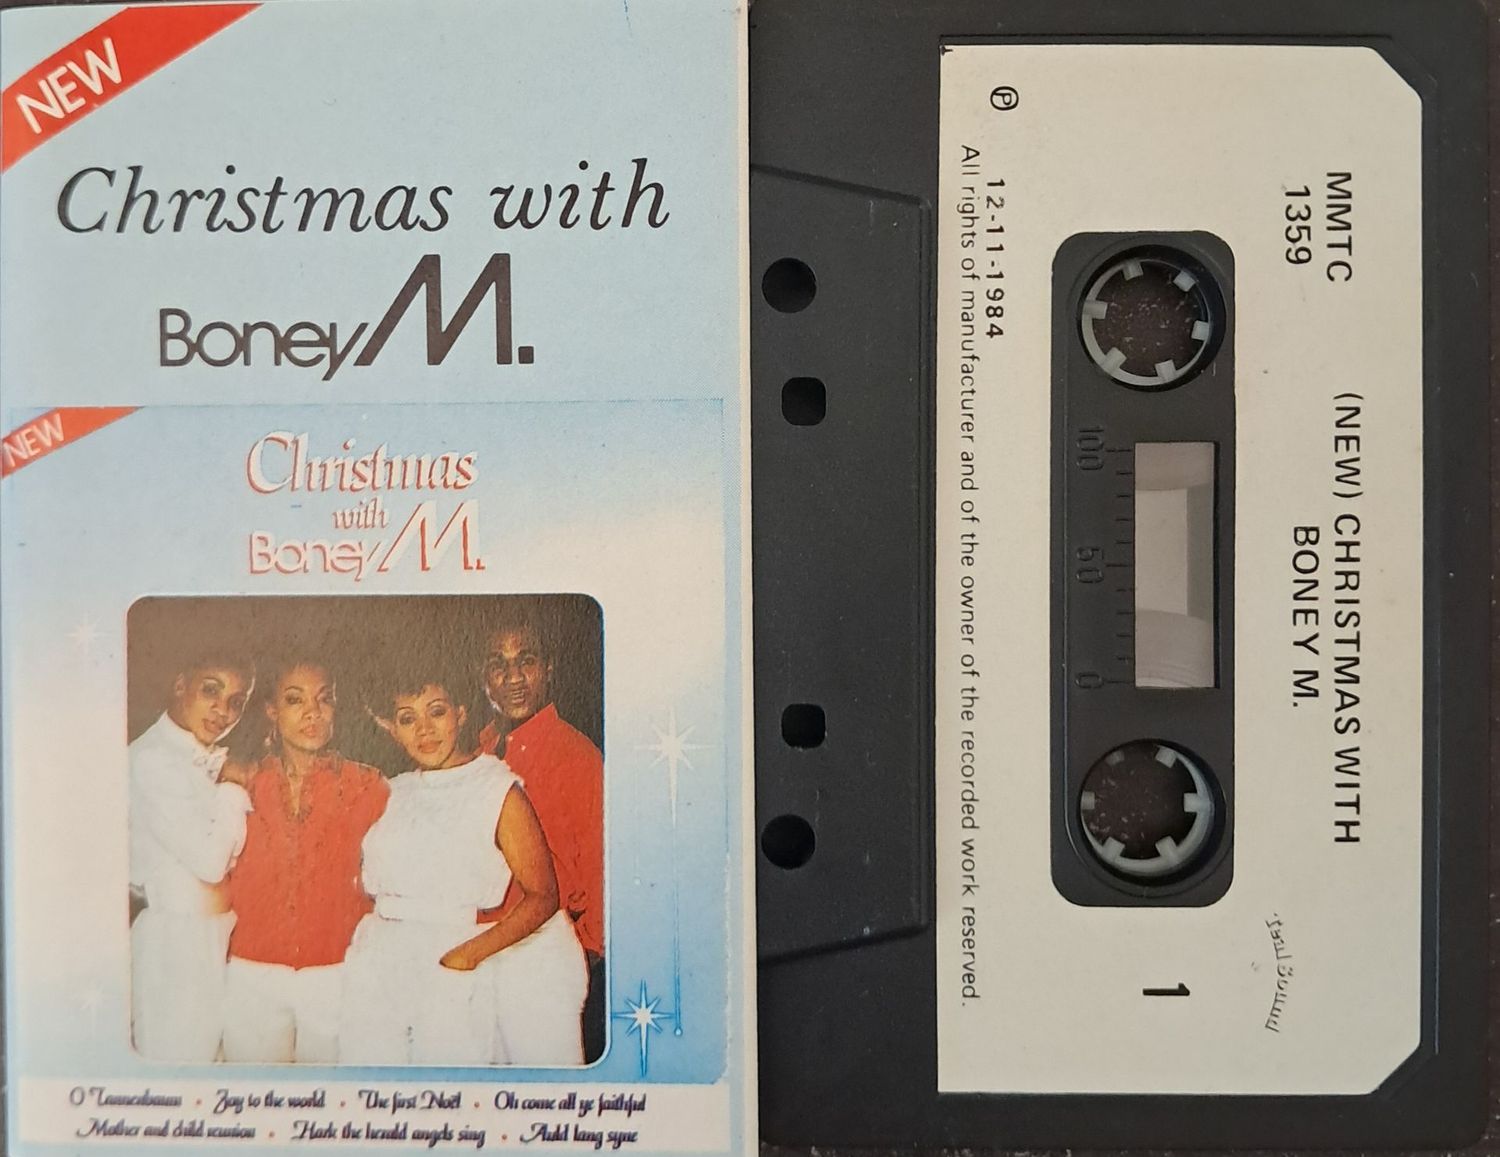 NEW
Christmas with
Boney M.
NEW
Christmas
with
Boney M.
O Tannenbaum • Joy to the world • The first Noël • Oh come all ye faithful
Mother and child reunion • Hark the herald angels sing • Auld lang syne
MMTC
1359
(NEW) CHRISTMAS WITH
BONEY M.
1
100 50 0
℗ 12-11-1984
All rights of manufacturer and of the owner of the recorded work reserved.